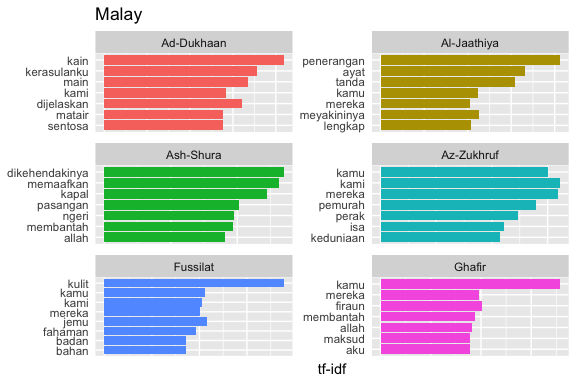 Malay
Ad-Dukhaan
kain
kerasulanku
main
kami
dijelaskan
matair
sentosa
Al-Jaathiya
penerangan
ayat
tanda
kamu
mereka
meyakininya
lengkap
Ash-Shura
dikehendakinya
memaafkan
kapal
pasangan
ngeri
membantah
allah
Az-Zukhruf
kamu
kami
mereka
pemurah
perak
isa
keduniaan
Fussilat
kulit
kamu
kami
mereka
jemu
fahaman
badan
bahan
Ghafir
kamu
mereka
firaun
membantah
allah
maksud
aku
tf-idf